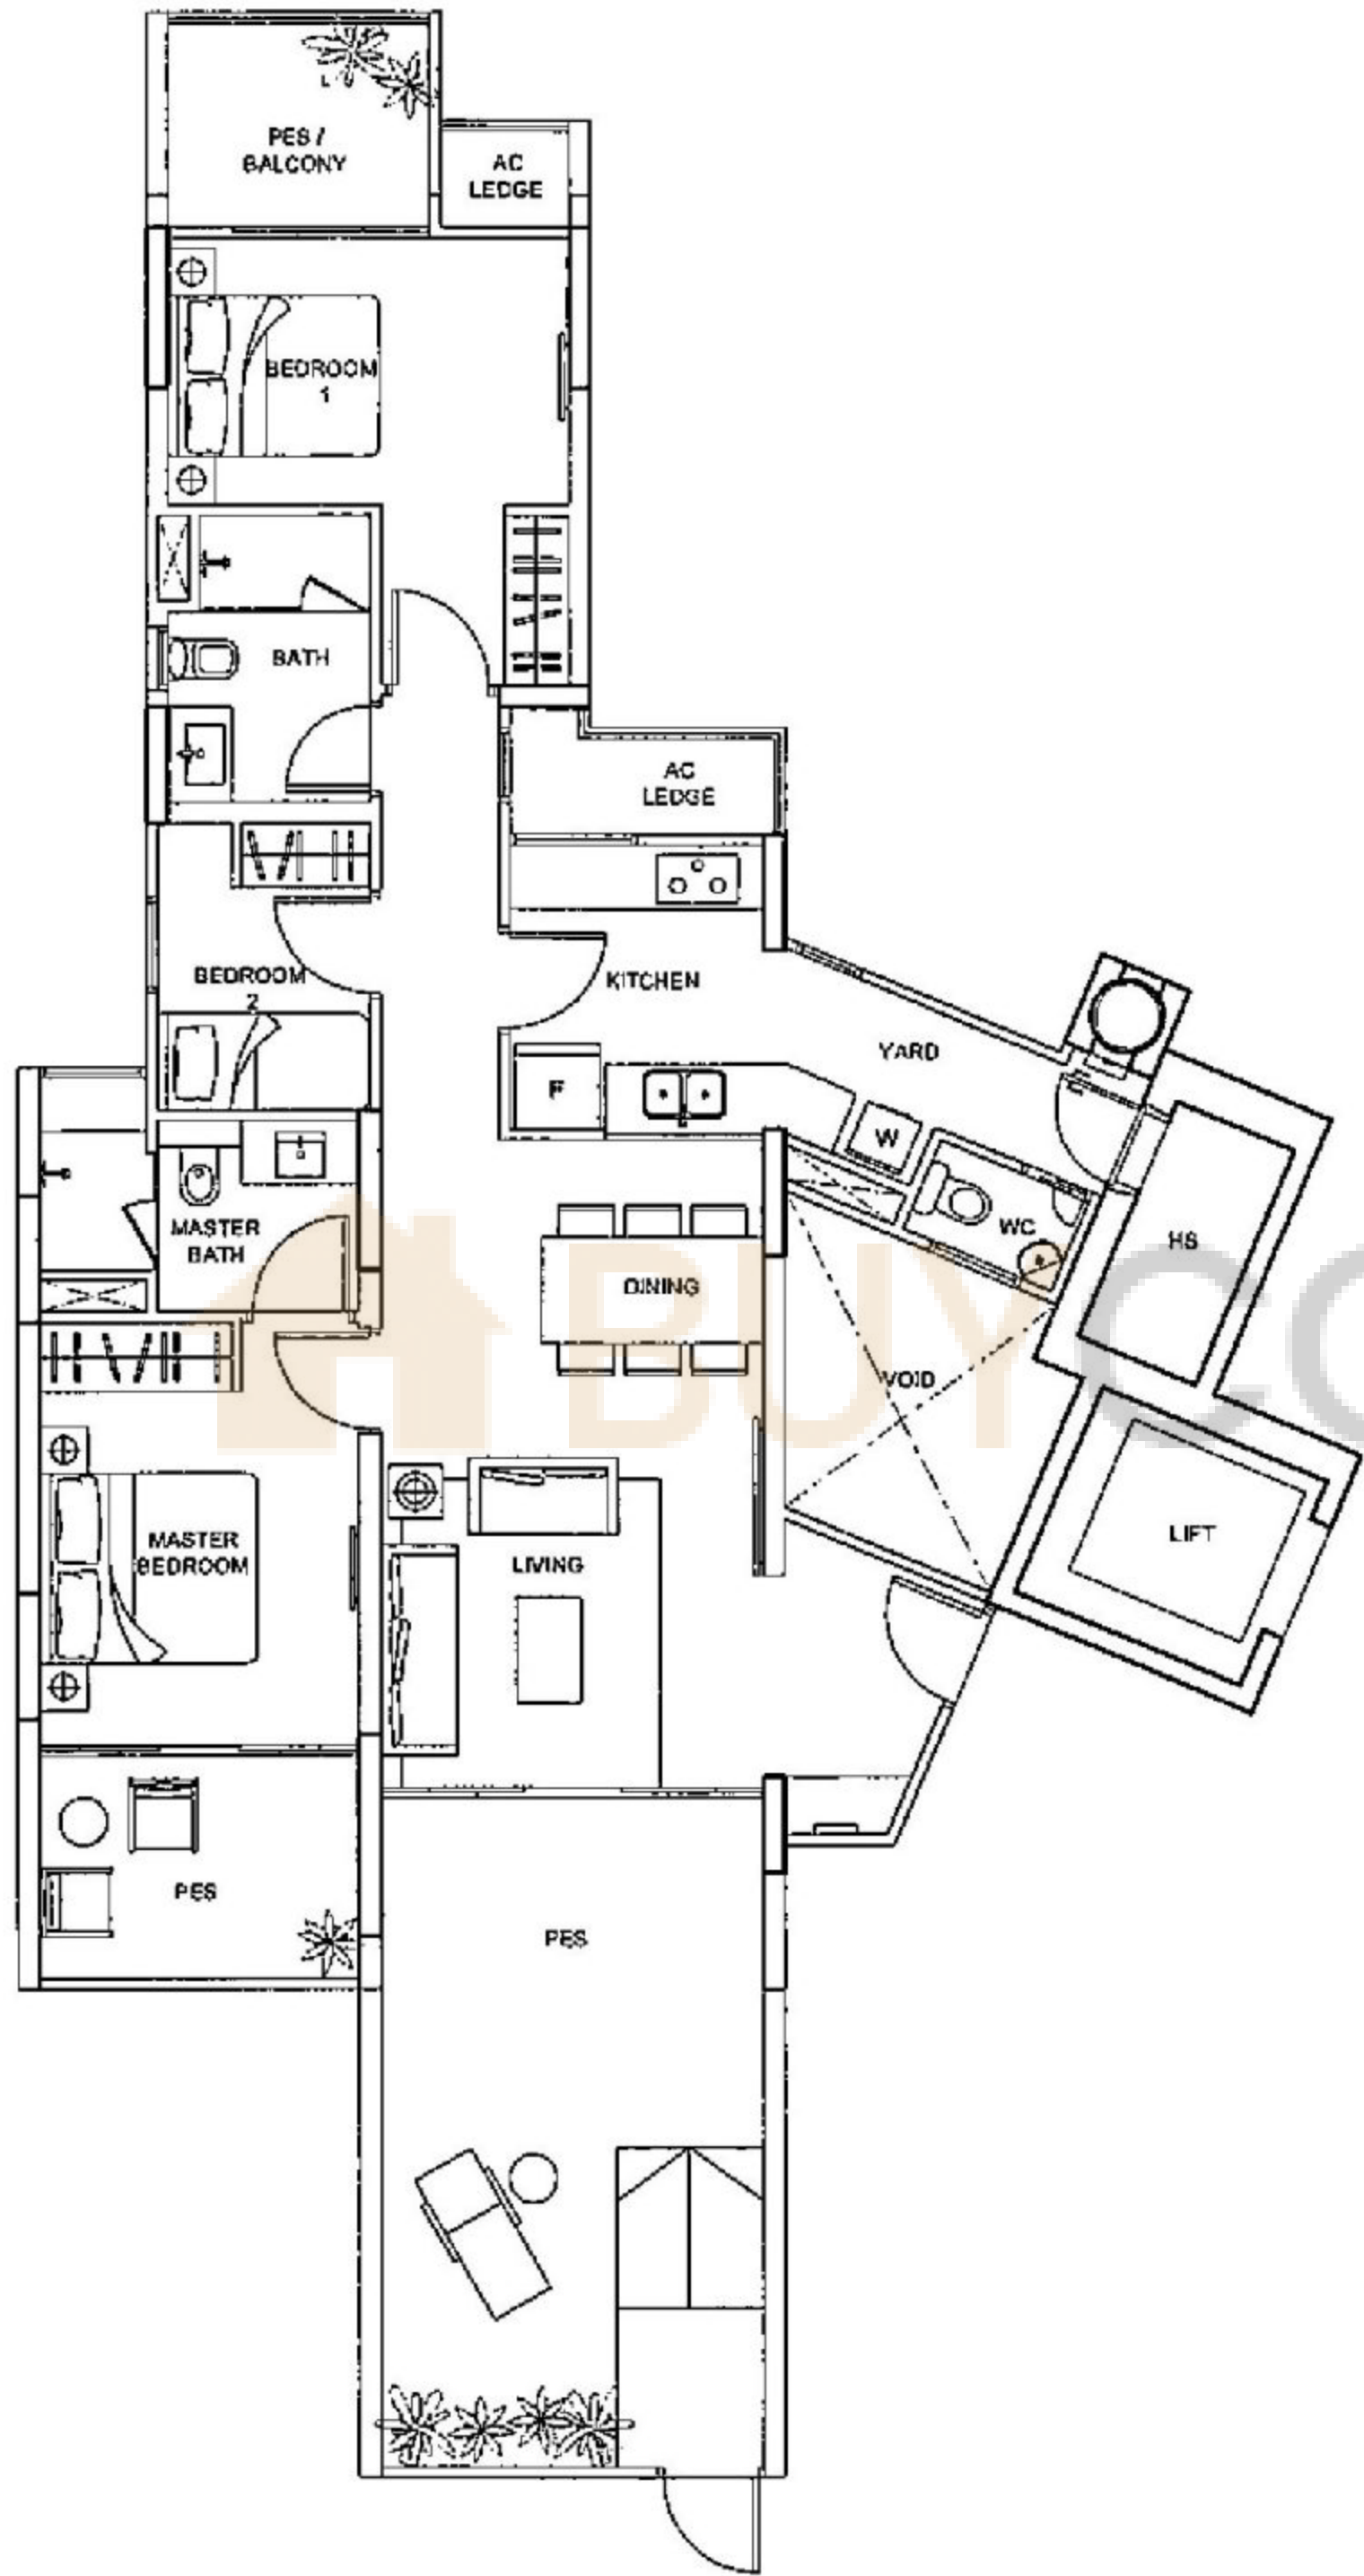 PES /
BALCONY
AC
LEDGE
BEDROOM
1
BATH
AC
LEDGE
BEDROOM
2
KITCHEN
YARD
F
W
MASTER
BATH
WC
HS
DINING
VOID
BUYCO
MASTER
BEDROOM
LIVING
LIFT
PES
PES